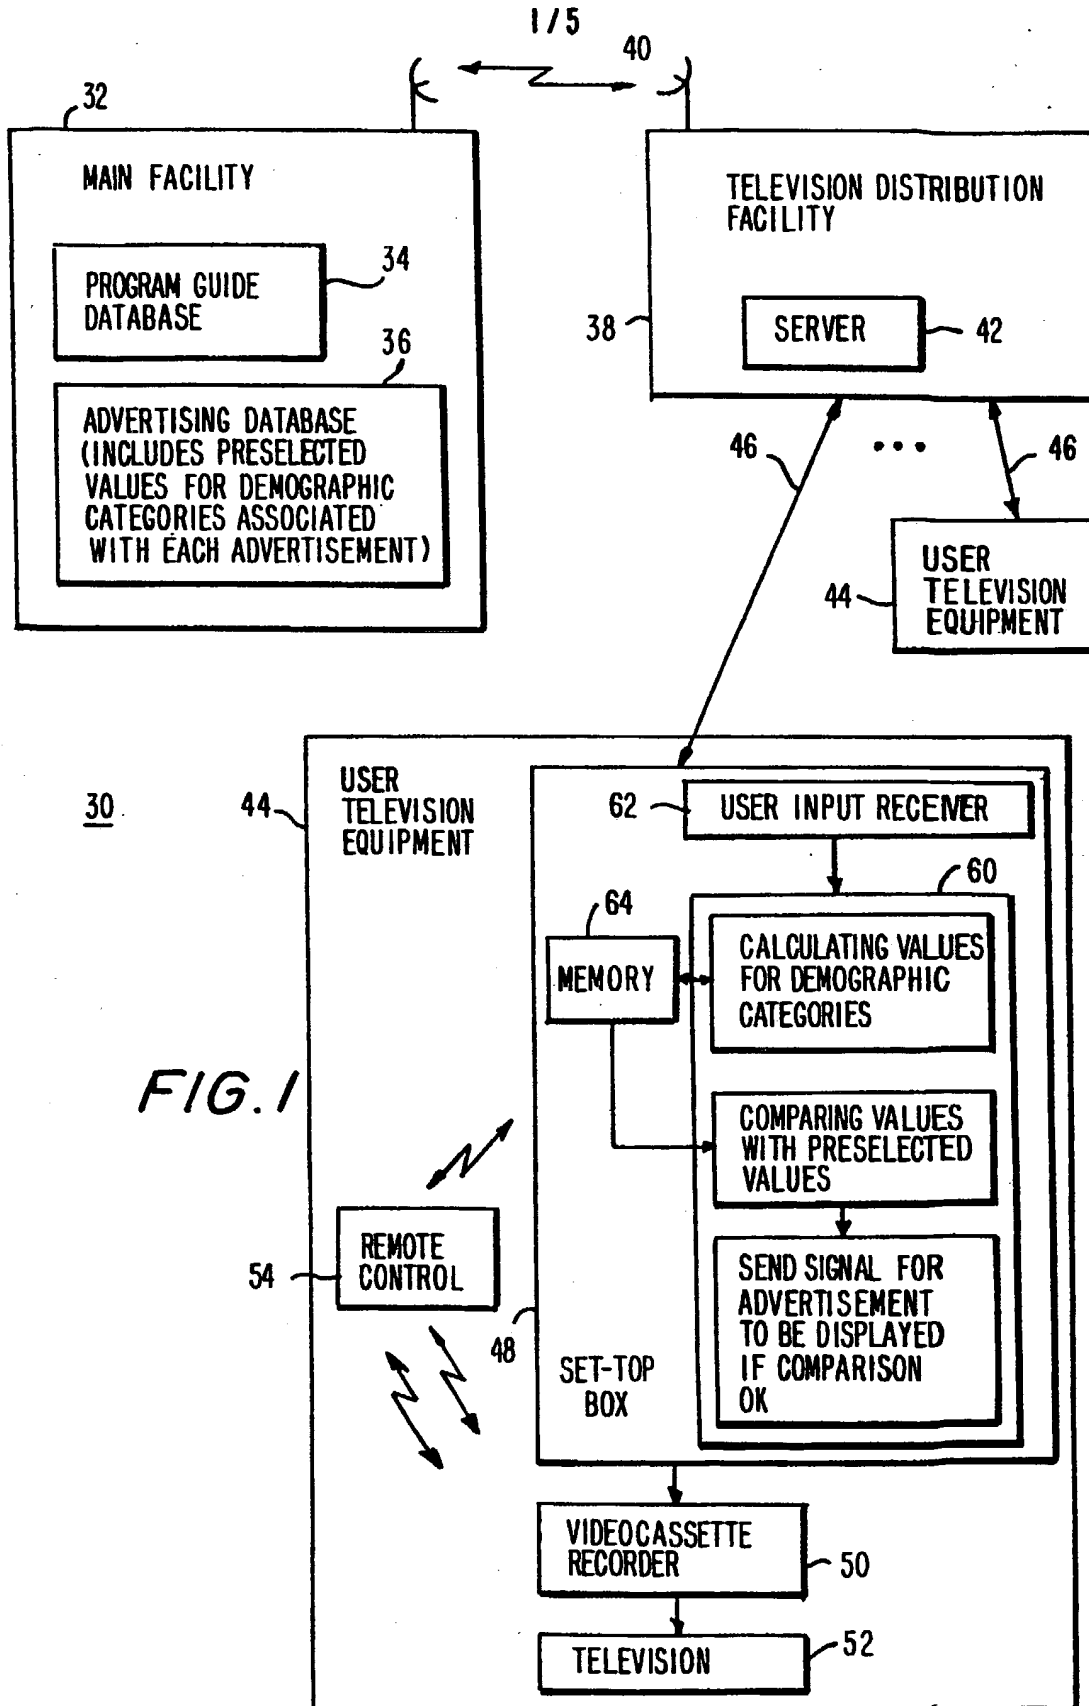 1/5
40
32
MAIN FACILITY
34
PROGRAM GUIDE
DATABASE
36
ADVERTISING DATABASE
(INCLUDES PRESELECTED
VALUES FOR DEMOGRAPHIC
CATEGORIES ASSOCIATED
WITH EACH ADVERTISEMENT)
TELEVISION DISTRIBUTION
FACILITY
38
SERVER
42
46
...
46
44
USER
TELEVISION
EQUIPMENT
30
44
USER
TELEVISION
EQUIPMENT
62
USER INPUT RECEIVER
60
64
MEMORY
CALCULATING VALUES
FOR DEMOGRAPHIC
CATEGORIES
FIG. 1
COMPARING VALUES
WITH PRESELECTED
VALUES
54
REMOTE
CONTROL
SEND SIGNAL FOR
ADVERTISEMENT
TO BE DISPLAYED
IF COMPARISON
OK
48
SET-TOP
BOX
VIDEOCASSETTE
RECORDER
50
TELEVISION
52